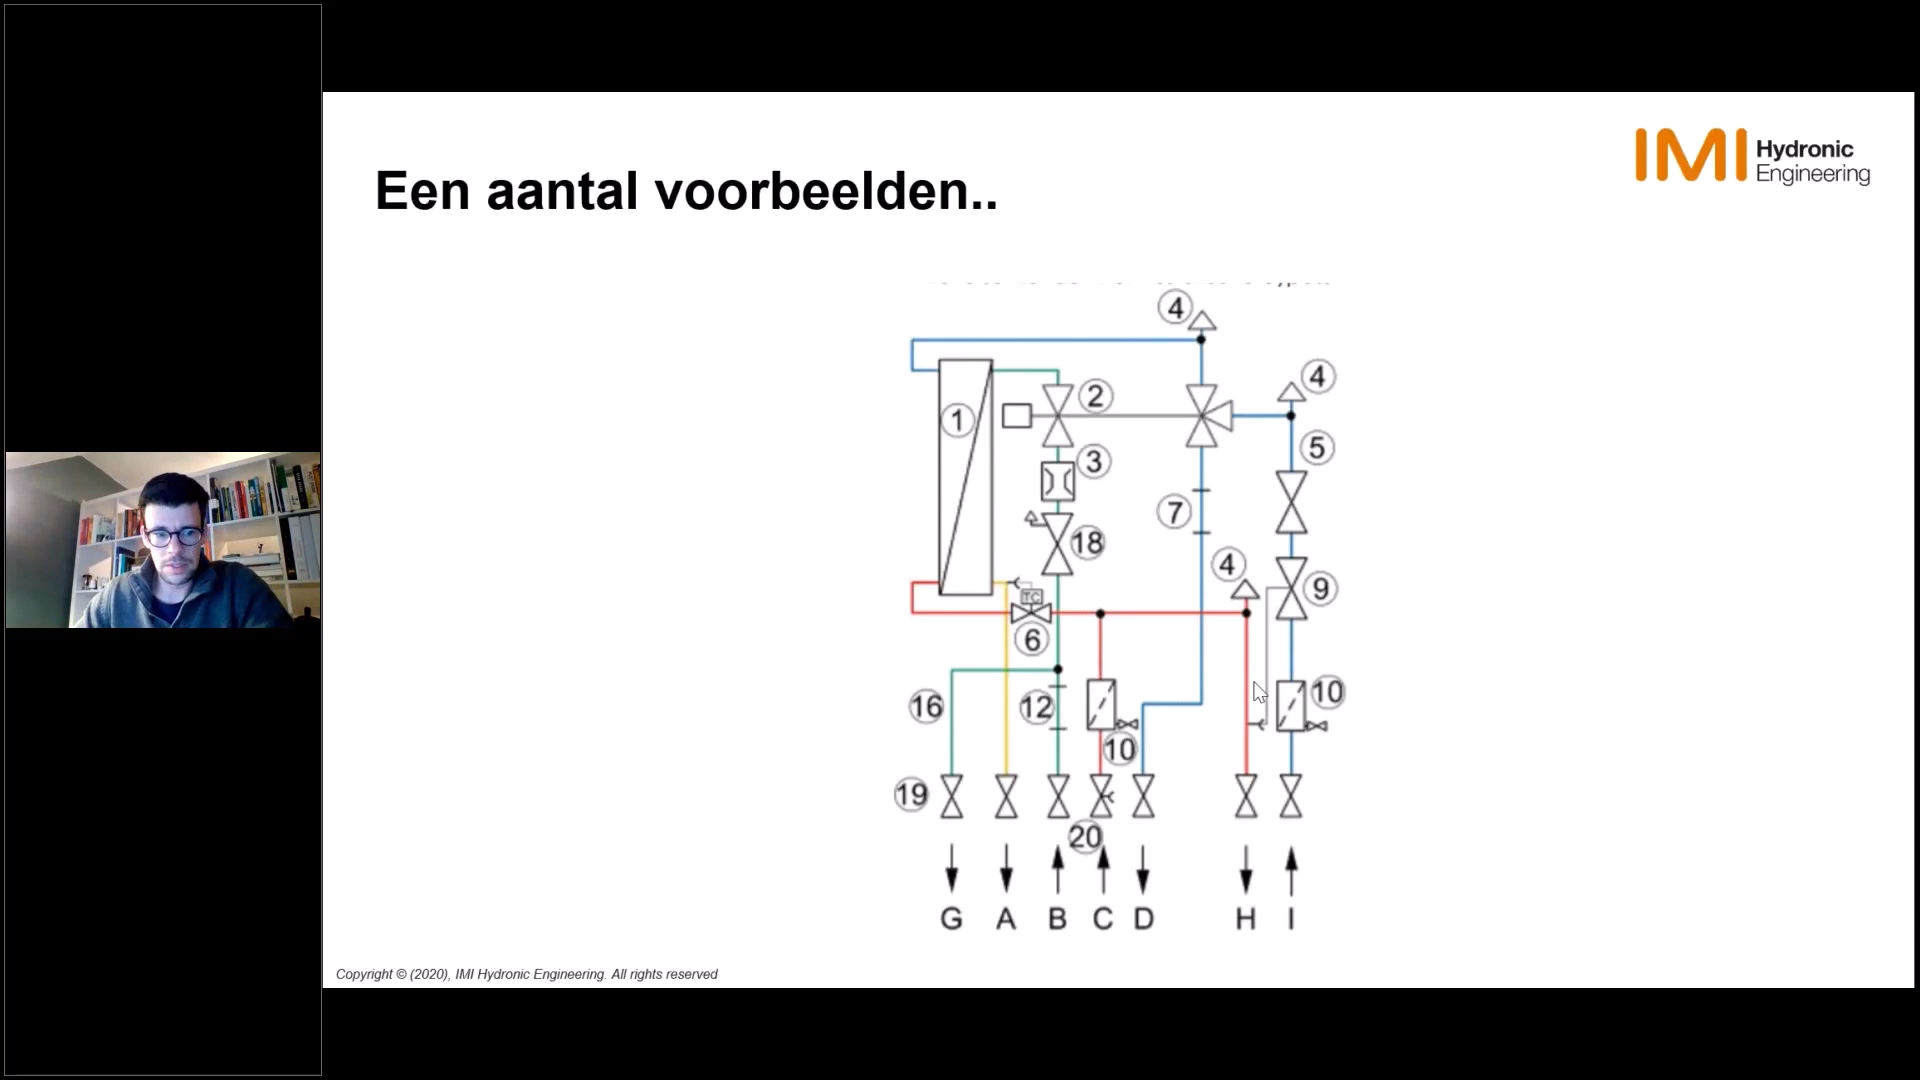 IMI Hydronic
Engineering
Een aantal voorbeelden..
4
4
1
2
5
3
7
18
4
9
TC
6
16
12
10
10
19
20
G A B C D H I
Copyright © (2020), IMI Hydronic Engineering. All rights reserved